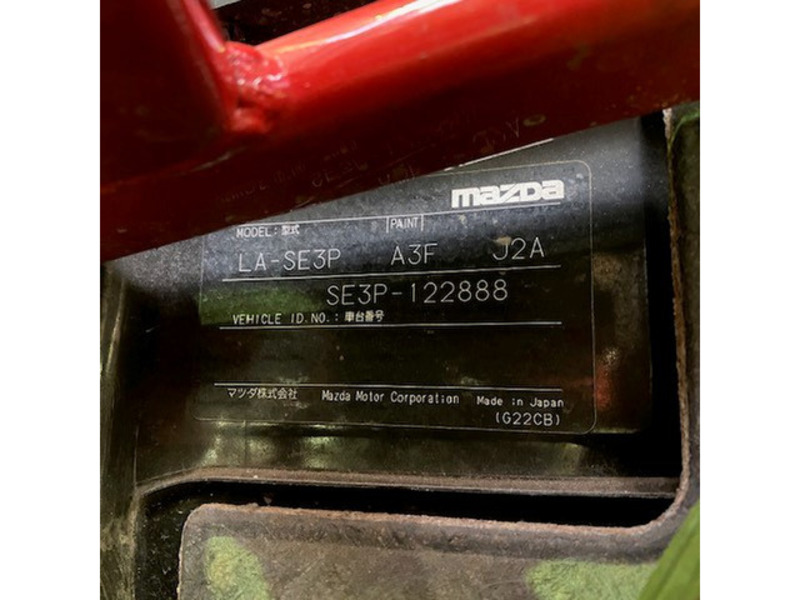 mazda
MODEL: 型式 PAINT
LA-SE3P A3F J2A
SE3P-122888
VEHICLE ID.NO.: 車台番号
マツダ株式会社 Mazda Motor Corporation Made in Japan
(G22CB)